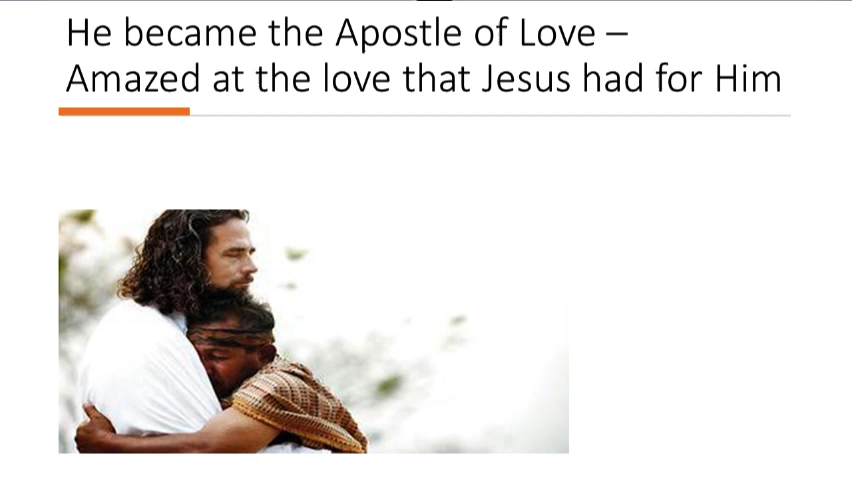 He became the Apostle of Love –
Amazed at the love that Jesus had for Him